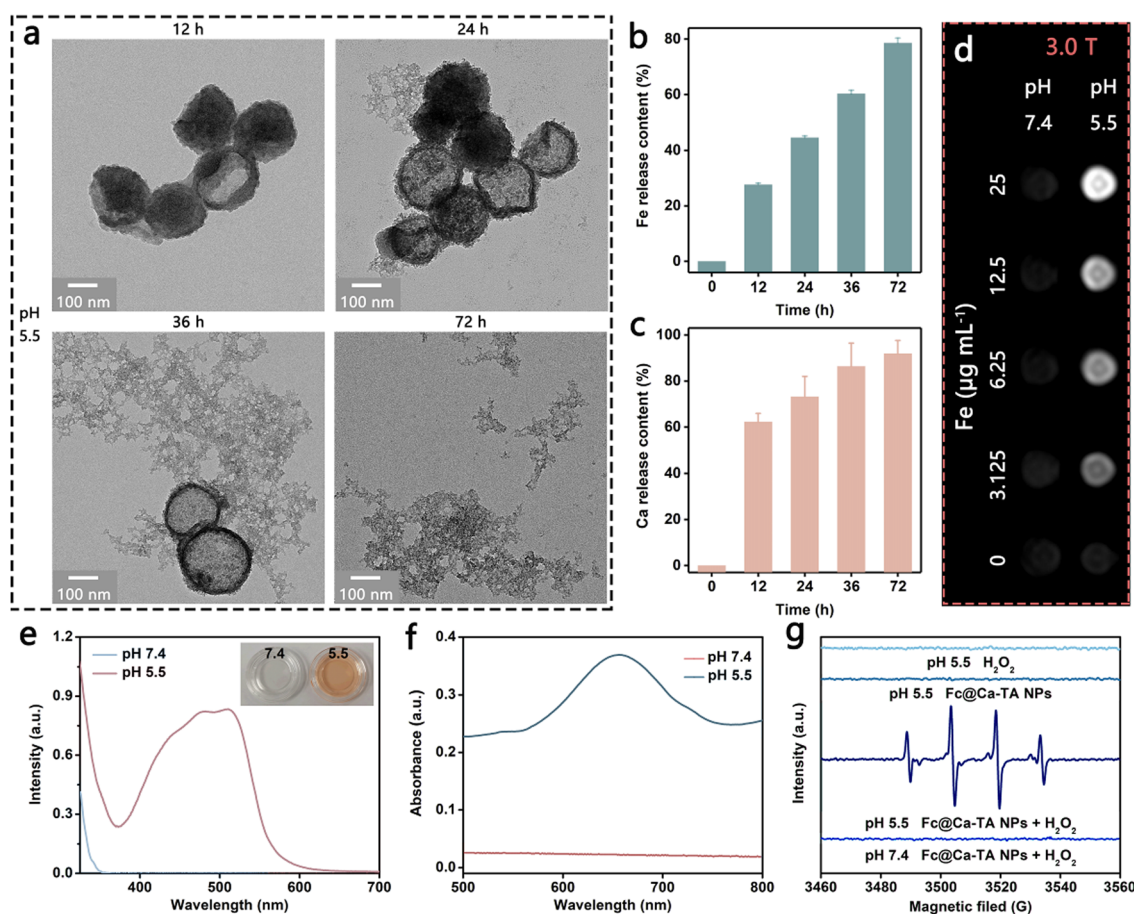 a
12 h
24 h
100 nm
100 nm
pH
5.5
36 h
72 h
100 nm
100 nm
b
Fe release content (%)
80
60
40
20
0
0 12 24 36 72
Time (h)
c
Ca release content (%)
100
80
60
40
20
0
0 12 24 36 72
Time (h)
d
3.0 T
pH pH
7.4 5.5
Fe (µg mL⁻¹)
25
12.5
6.25
3.125
0
e
Intensity (a.u.)
1.2
0.9
0.6
0.3
0.0
pH 7.4
pH 5.5
7.4 5.5
400 500 600 700
Wavelength (nm)
f
Absorbance (a.u.)
0.4
0.3
0.2
0.1
0.0
pH 7.4
pH 5.5
500 600 700 800
Wavelength (nm)
g
Intensity (a.u.)
pH 5.5 H₂O₂
pH 5.5 Fc@Ca-TA NPs
pH 5.5 Fc@Ca-TA NPs + H₂O₂
pH 7.4 Fc@Ca-TA NPs + H₂O₂
3460 3480 3500 3520 3540 3560
Magnetic filed (G)